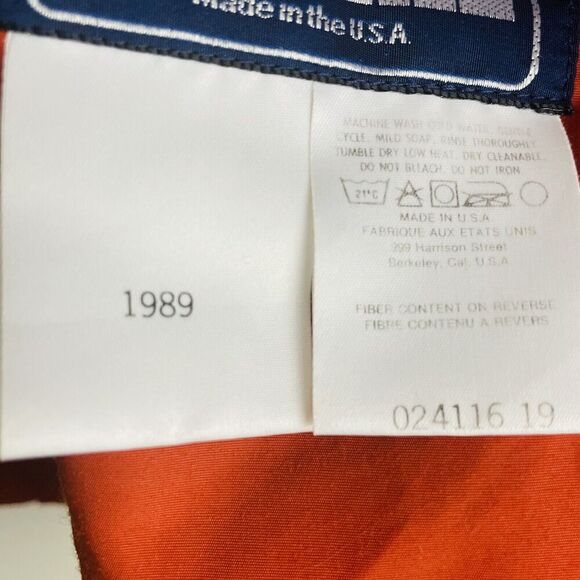 Made in the U.S.A.
MACHINE WASH COLD WATER, GENTLE
CYCLE, MILD SOAP, RINSE THOROUGHLY
TUMBLE DRY LOW HEAT, DRY CLEANABLE,
DO NOT BLEACH, DO NOT IRON
21°C
MADE IN U.S.A.
FABRIQUE AUX ETATS UNIS
999 Harrison Street
Berkeley, Cal. U.S.A.
1989
FIBER CONTENT ON REVERSE
FIBRE CONTENU A REVERS
024116 19